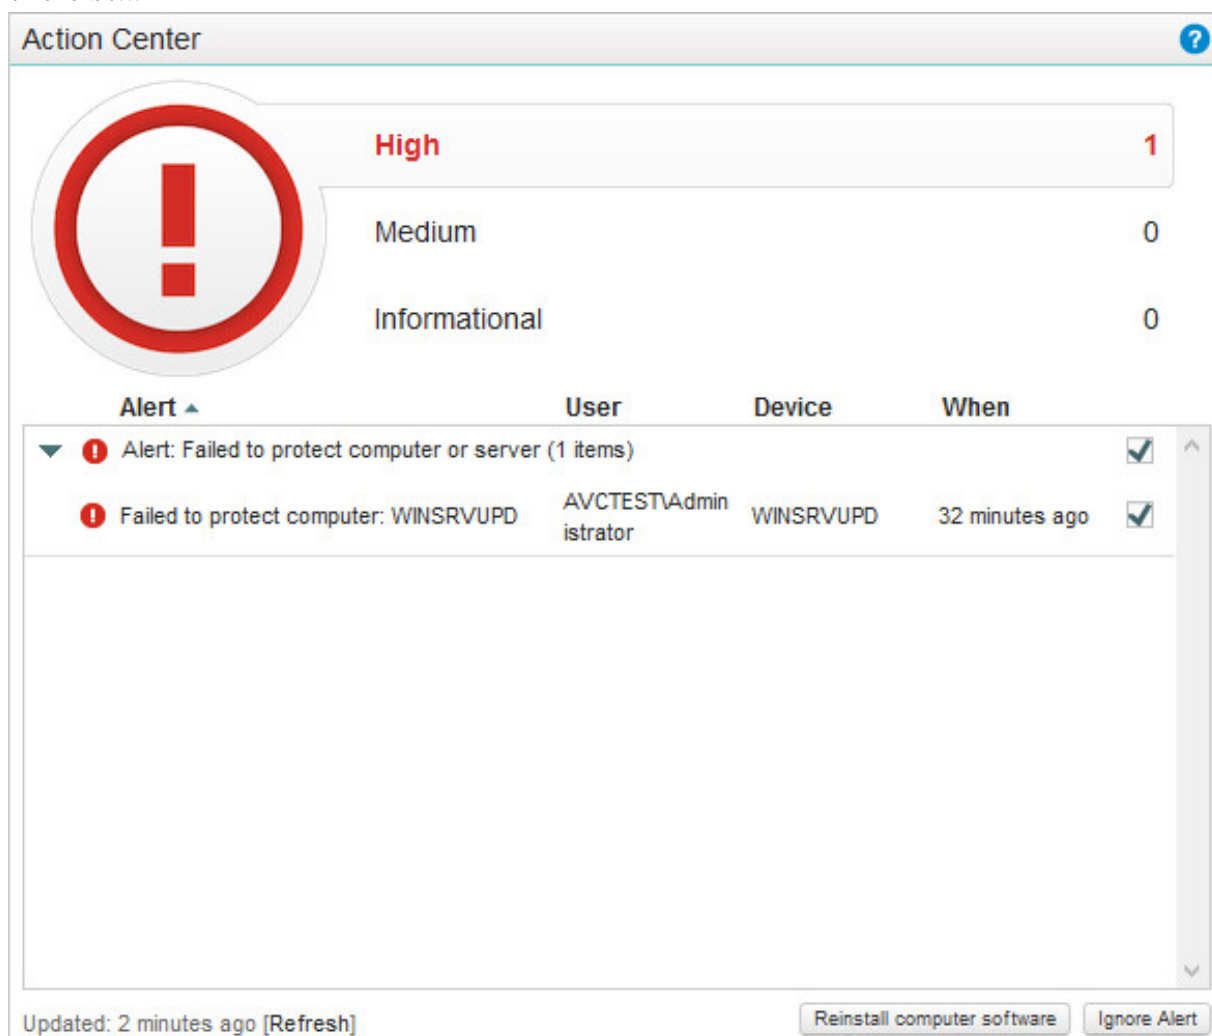 Action Center
?
High 1
Medium 0
Informational 0
Alert User Device When
Alert: Failed to protect computer or server (1 items)
Failed to protect computer: WINSRVUPD AVCTEST\Admin
istrator WINSRVUPD 32 minutes ago
Updated: 2 minutes ago [Refresh] Reinstall computer software Ignore Alert